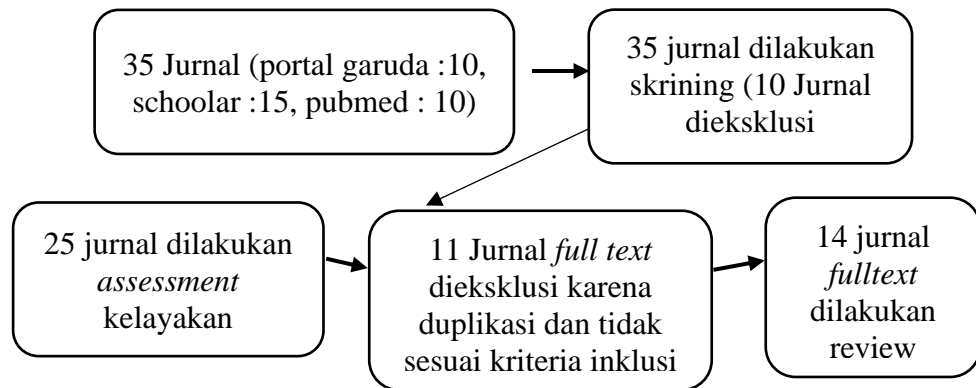 35 Jurnal (portal garuda :10,
schoolar :15, pubmed : 10)
35 jurnal dilakukan
skrining (10 Jurnal
dieksklusi
25 jurnal dilakukan
assessment
kelayakan
11 Jurnal full text
dieksklusi karena
duplikasi dan tidak
sesuai kriteria inklusi
14 jurnal
fulltext
dilakukan
review